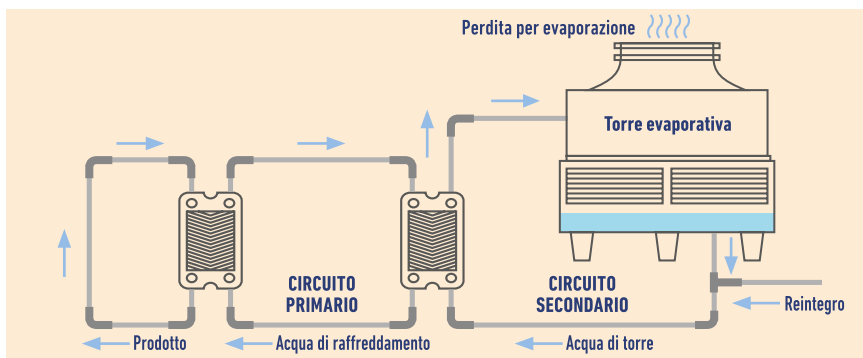 Perdita per evaporazione
Torre evaporativa
CIRCUITO
PRIMARIO
CIRCUITO
SECONDARIO
Reintegro
Prodotto
Acqua di raffreddamento
Acqua di torre